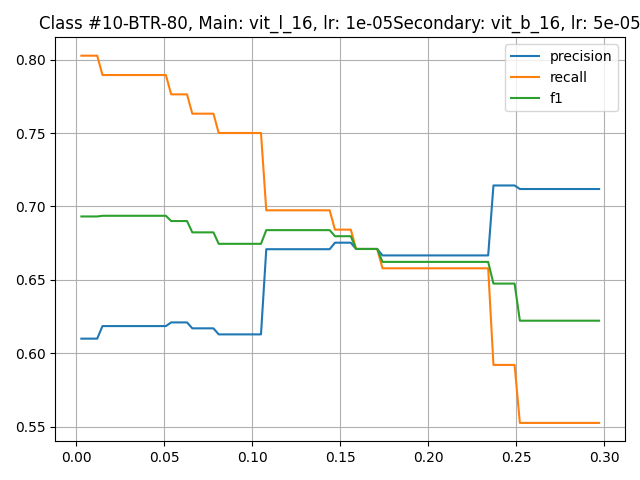 Class #10-BTR-80, Main: vit_l_16, lr: 1e-05Secondary: vit_b_16, lr: 5e-05
precision
recall
f1
0.80
0.75
0.70
0.65
0.60
0.55
0.00 0.05 0.10 0.15 0.20 0.25 0.30